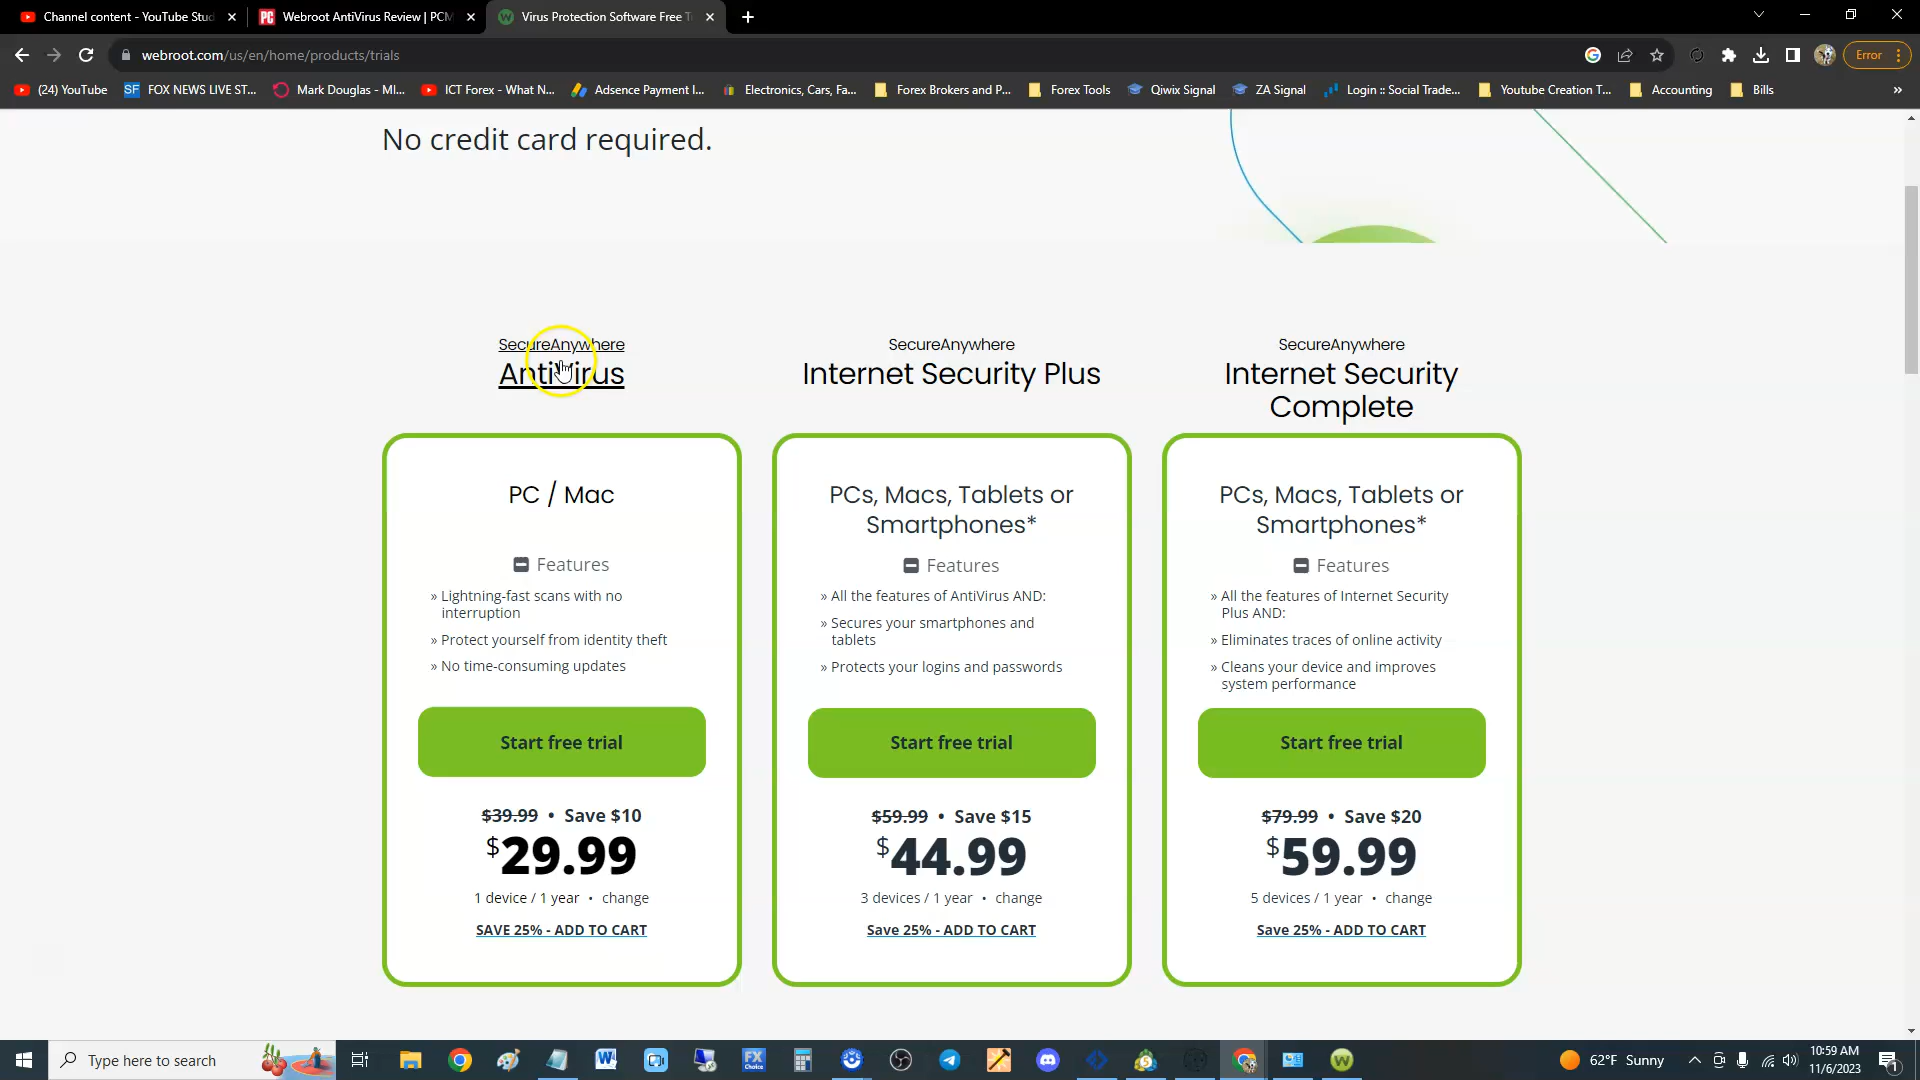 Channel content - YouTube Stud
Webroot AntiVirus Review | PCM
Virus Protection Software Free T
webroot.com/us/en/home/products/trials
Error
(24) YouTube
FOX NEWS LIVE ST...
Mark Douglas - MI...
ICT Forex - What N...
Adsence Payment I...
Electronics, Cars, Fa...
Forex Brokers and P...
Forex Tools
Qiwix Signal
ZA Signal
Login :: Social Trade...
Youtube Creation T...
Accounting
Bills
»
No credit card required.
SecureAnywhere
AntiVirus
PC / Mac
Features
» Lightning-fast scans with no
interruption
» Protect yourself from identity theft
» No time-consuming updates
Start free trial
$39.99 • Save $10
$29.99
1 device / 1 year • change
SAVE 25% - ADD TO CART
SecureAnywhere
Internet Security Plus
PCs, Macs, Tablets or
Smartphones*
Features
» All the features of AntiVirus AND:
» Secures your smartphones and
tablets
» Protects your logins and passwords
Start free trial
$59.99 • Save $15
$44.99
3 devices / 1 year • change
Save 25% - ADD TO CART
SecureAnywhere
Internet Security
Complete
PCs, Macs, Tablets or
Smartphones*
Features
» All the features of Internet Security
Plus AND:
» Eliminates traces of online activity
» Cleans your device and improves
system performance
Start free trial
$79.99 • Save $20
$59.99
5 devices / 1 year • change
Save 25% - ADD TO CART
Type here to search
FX
Choice
62°F Sunny
10:59 AM
11/6/2023
1